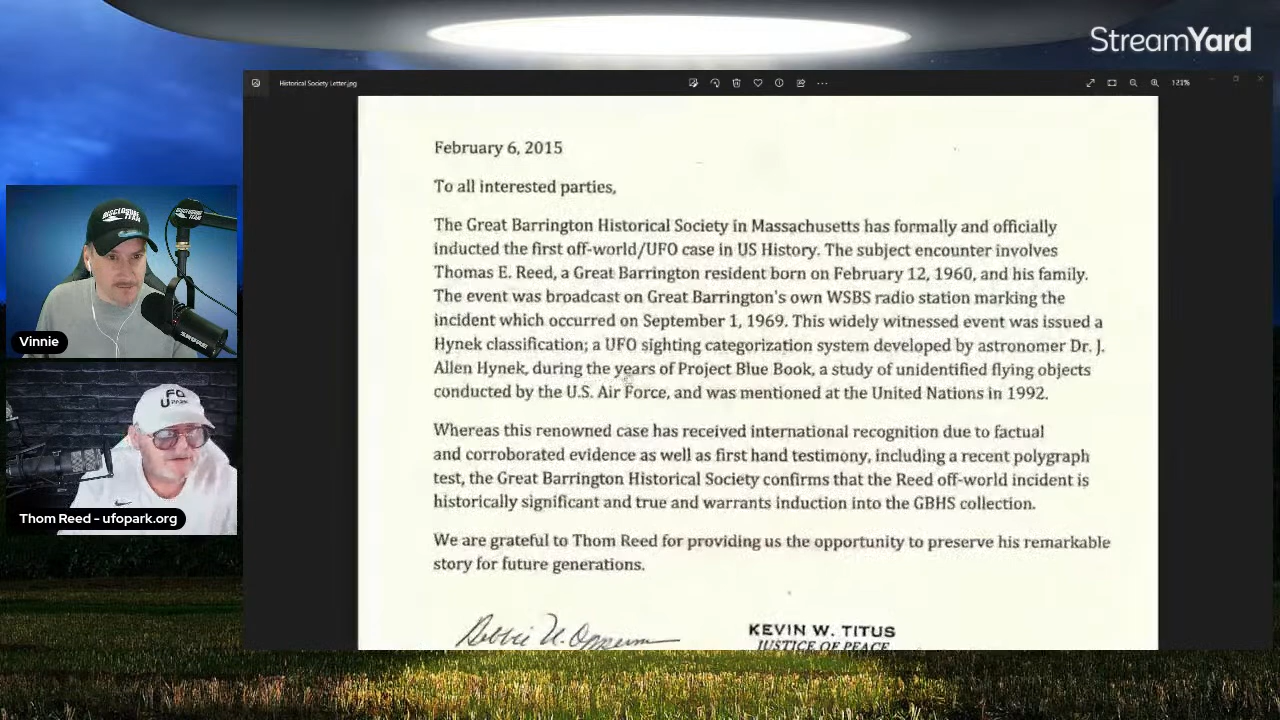 StreamYard
Historical Society Letter.jpg
121%
February 6, 2015
To all interested parties,
The Great Barrington Historical Society in Massachusetts has formally and officially
inducted the first off-world/UFO case in US History. The subject encounter involves
Thomas E. Reed, a Great Barrington resident born on February 12, 1960, and his family.
The event was broadcast on Great Barrington's own WSBS radio station marking the
incident which occurred on September 1, 1969. This widely witnessed event was issued a
Hynek classification; a UFO sighting categorization system developed by astronomer Dr. J.
Allen Hynek, during the years of Project Blue Book, a study of unidentified flying objects
conducted by the U.S. Air Force, and was mentioned at the United Nations in 1992.
Whereas this renowned case has received international recognition due to factual
and corroborated evidence as well as first hand testimony, including a recent polygraph
test, the Great Barrington Historical Society confirms that the Reed off-world incident is
historically significant and true and warrants induction into the GBHS collection.
We are grateful to Thom Reed for providing us the opportunity to preserve his remarkable
story for future generations.
KEVIN W. TITUS
JUSTICE OF PEACE
DISCLOSURE
TEAM
Vinnie
UFO
PARK
Thom Reed - ufopark.org